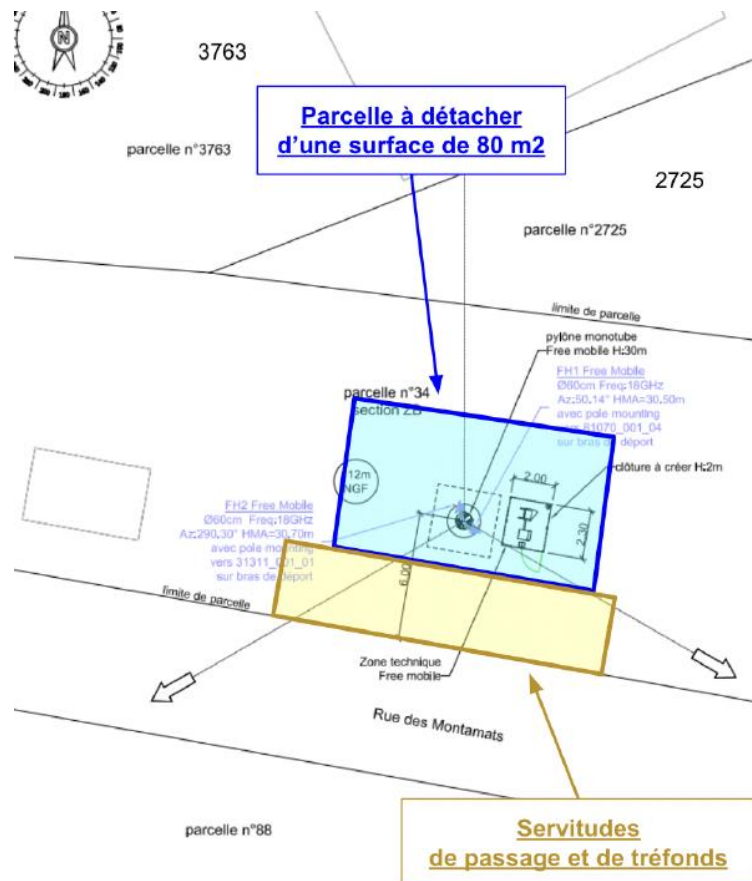 N
3763
Parcelle à détacher
d'une surface de 80 m2
parcelle n°3763
2725
parcelle n°2725
limite de parcelle
pylône monotube
Free mobile H:30m
FH1 Free Mobile
Ø60cm Freq:18GHz
Az:50.14° HMA=30.50m
avec pole mounting
vers 81070_001_04
sur bras de déport
parcelle n°34
section ZB
clôture à créer H:2m
12m
NGF
2.00
2.30
FH2 Free Mobile
Ø60cm Freq:18GHz
Az:290.30° HMA=30.70m
avec pole mounting
vers 31311_001_01
sur bras de déport
6.00
limite de parcelle
Zone technique
Free mobile
Rue des Montamats
parcelle n°88
Servitudes
de passage et de tréfonds